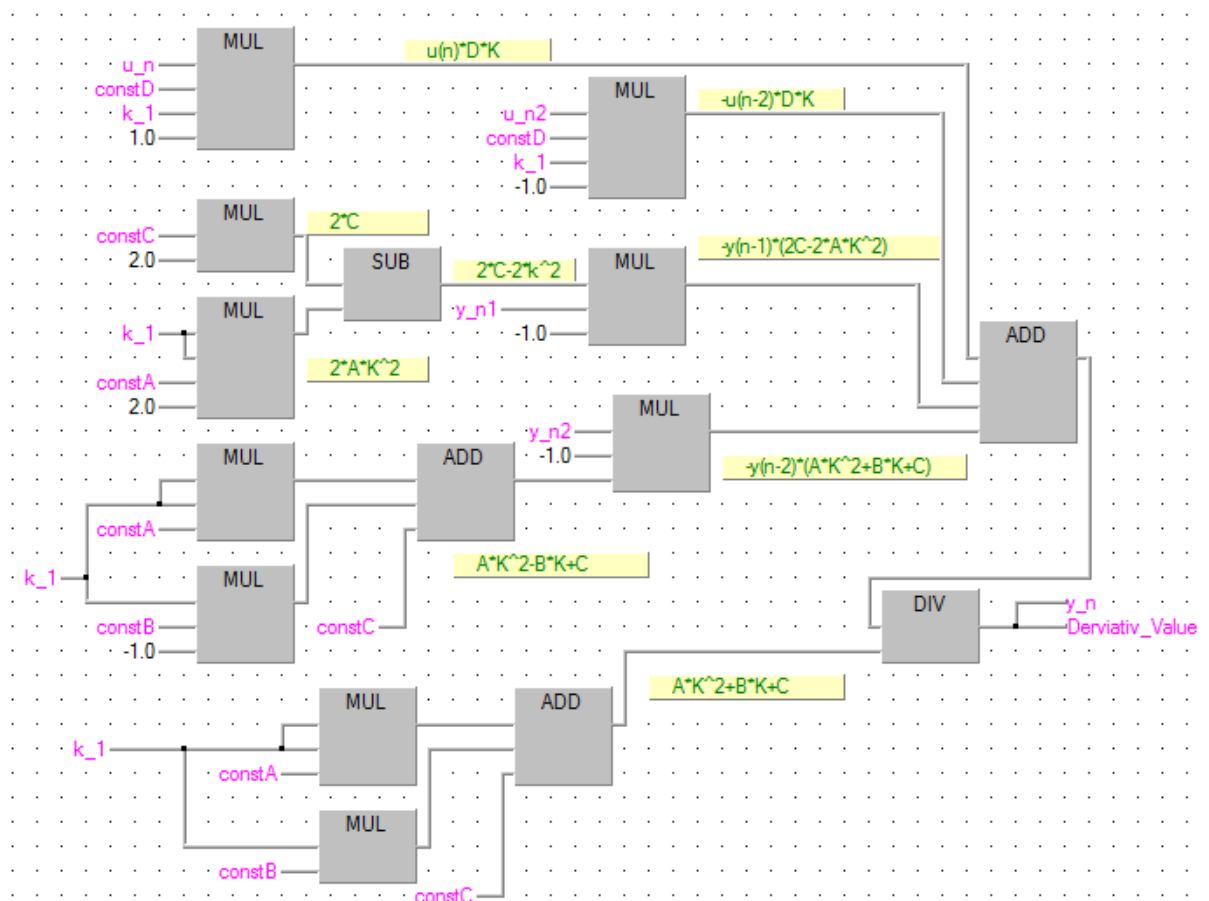 MUL
u(n)*D*K
u_n
constD
k_1
1.0
MUL
-u(n-2)*D*K
u_n2
constD
k_1
-1.0
MUL
2*C
constC
2.0
SUB
2*C-2*k^2
MUL
-y(n-1)*(2C-2*A*K^2)
y_n1
-1.0
MUL
k_1
constA
2.0
2*A*K^2
ADD
MUL
y_n2
-1.0
-y(n-2)*(A*K^2+B*K+C)
MUL
constA
ADD
A*K^2-B*K+C
k_1
MUL
constB
-1.0
constC
DIV
y_n
Derviativ_Value
A*K^2+B*K+C
MUL
ADD
k_1
constA
MUL
constB
constC